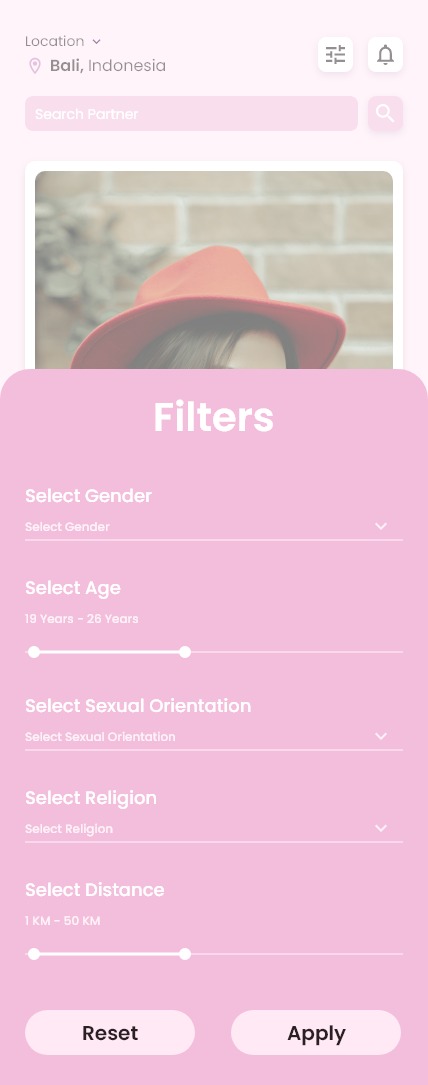 Location
Bali, Indonesia
Search Partner
Filters
Select Gender
Select Gender
Select Age
19 Years - 26 Years
Select Sexual Orientation
Select Sexual Orientation
Select Religion
Select Religion
Select Distance
1 KM - 50 KM
Reset
Apply